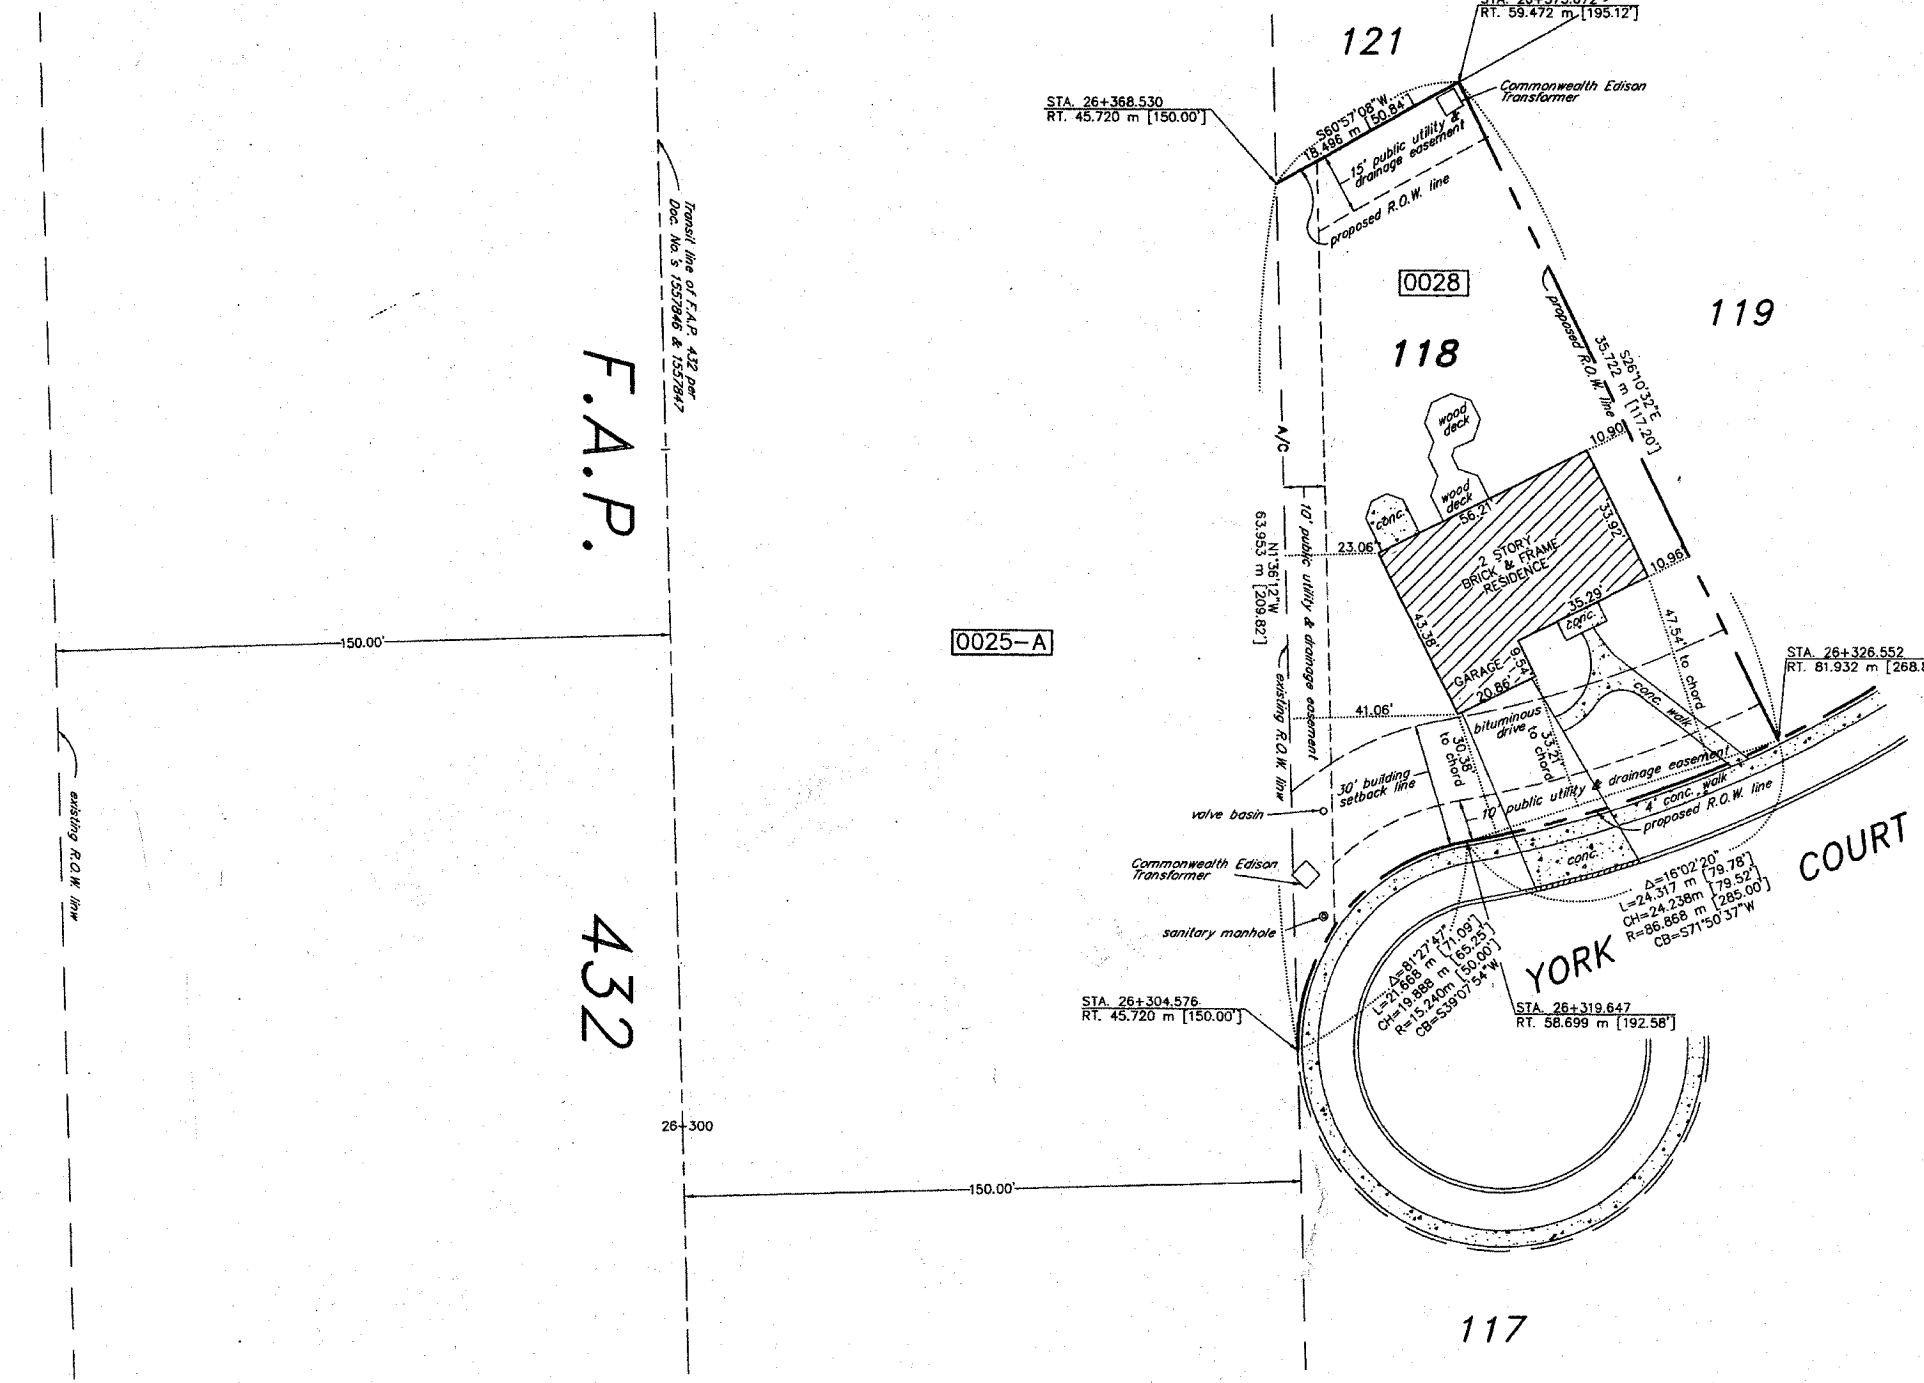 RT. 59.472 m [195.12']
121
Commonwealth Edison
Transformer
STA. 26+368.530
RT. 45.720 m [150.00']
S60°57'08"W
18.496 m [50.84']
15' public utility &
drainage easement
proposed R.O.W. line
Transit line of F.A.P. 432 per
Doc. No.'s 1557846 & 1557847
0028
118
119
proposed R.O.W. line
S26°10'32"E
35.722 m [117.20']
F.A.P.
432
wood
deck
wood
deck
conc.
A/C
10.90'
56.21'
33.92'
23.06'
2 STORY
BRICK & FRAME
RESIDENCE
10.96'
35.29'
conc.
43.38'
GARAGE
9.54'
20.86'
47.54' to chord
N1°36'12"W
63.953 m [209.82']
10' public utility & drainage easement
existing R.O.W. linw
150.00'
0025-A
STA. 26+326.552
RT. 81.932 m [268.8
41.06'
bituminous
drive
conc. walk
30.38'
to chord
33.21'
to chord
30' building
setback line
10' public utility & drainage easement
4' conc. walk
proposed R.O.W. line
valve basin
existing R.O.W. linw
Commonwealth Edison
Transformer
conc.
YORK COURT
Δ=16°02'20"
L=24.317 m [79.78']
CH=24.238m [79.52']
R=86.868 m [285.00']
CB=S71°50'37"W
sanitary manhole
Δ=81°27'47"
L=21.668 m [71.09']
CH=19.888 m [65.25']
R=15.240m [50.00']
CB=S39°07'54"W
STA. 26+304.576
RT. 45.720 m [150.00']
STA. 26+319.647
RT. 58.699 m [192.58']
26+300
150.00'
117